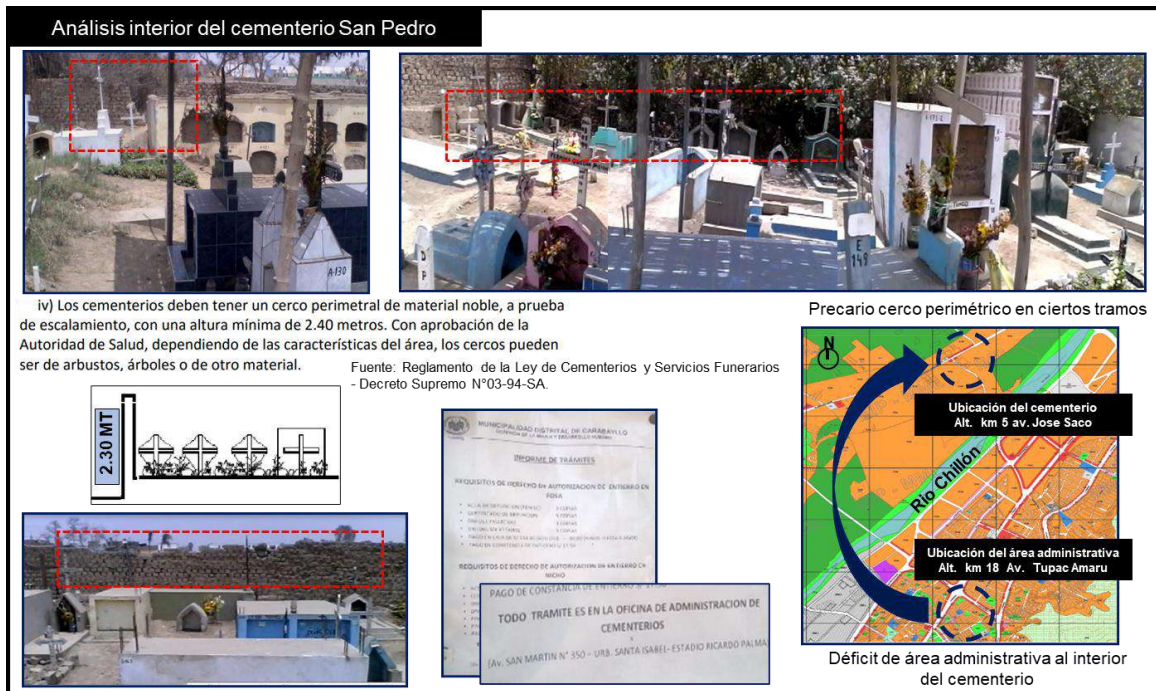 Análisis interior del cementerio San Pedro
A-130
D P
E
149
iv) Los cementerios deben tener un cerco perimetral de material noble, a prueba
de escalamiento, con una altura mínima de 2.40 metros. Con aprobación de la
Autoridad de Salud, dependiendo de las características del área, los cercos pueden
ser de arbustos, árboles o de otro material.
Fuente: Reglamento de la Ley de Cementerios y Servicios Funerarios
- Decreto Supremo N°03-94-SA.
Precario cerco perimétrico en ciertos tramos
2.30 MT
MUNICIPALIDAD DISTRITAL DE CARABAYLLO
INFORME DE TRÁMITES
REQUISITOS DE DERECHO DE AUTORIZACION DE ENTIERRO EN
FOSA
REQUISITOS DE DERECHO DE AUTORIZACION DE ENTIERRO EN
NICHO
PAGO DE CONSTANCIA DE ENTIERRO
TODO TRAMITE ES EN LA OFICINA DE ADMINISTRACION DE
CEMENTERIOS
(Av. SAN MARTIN N° 350 – URB. SANTA ISABEL- ESTADIO RICARDO PALMA
N
Ubicación del cementerio
Alt. km 5 av. Jose Saco
Rio Chillón
Ubicación del área administrativa
Alt. km 18 Av. Tupac Amaru
Déficit de área administrativa al interior
del cementerio